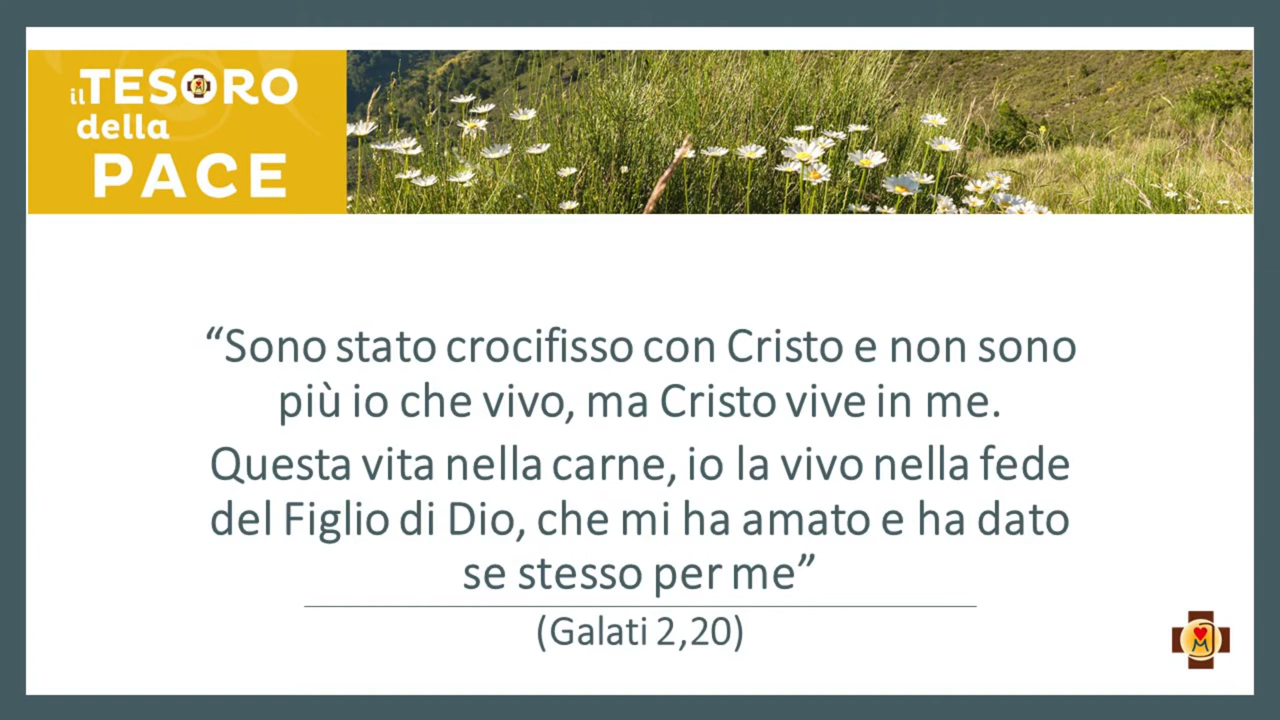 il TESORO
della
PACE
“Sono stato crocifisso con Cristo e non sono
più io che vivo, ma Cristo vive in me.
Questa vita nella carne, io la vivo nella fede
del Figlio di Dio, che mi ha amato e ha dato
se stesso per me”
(Galati 2,20)
M